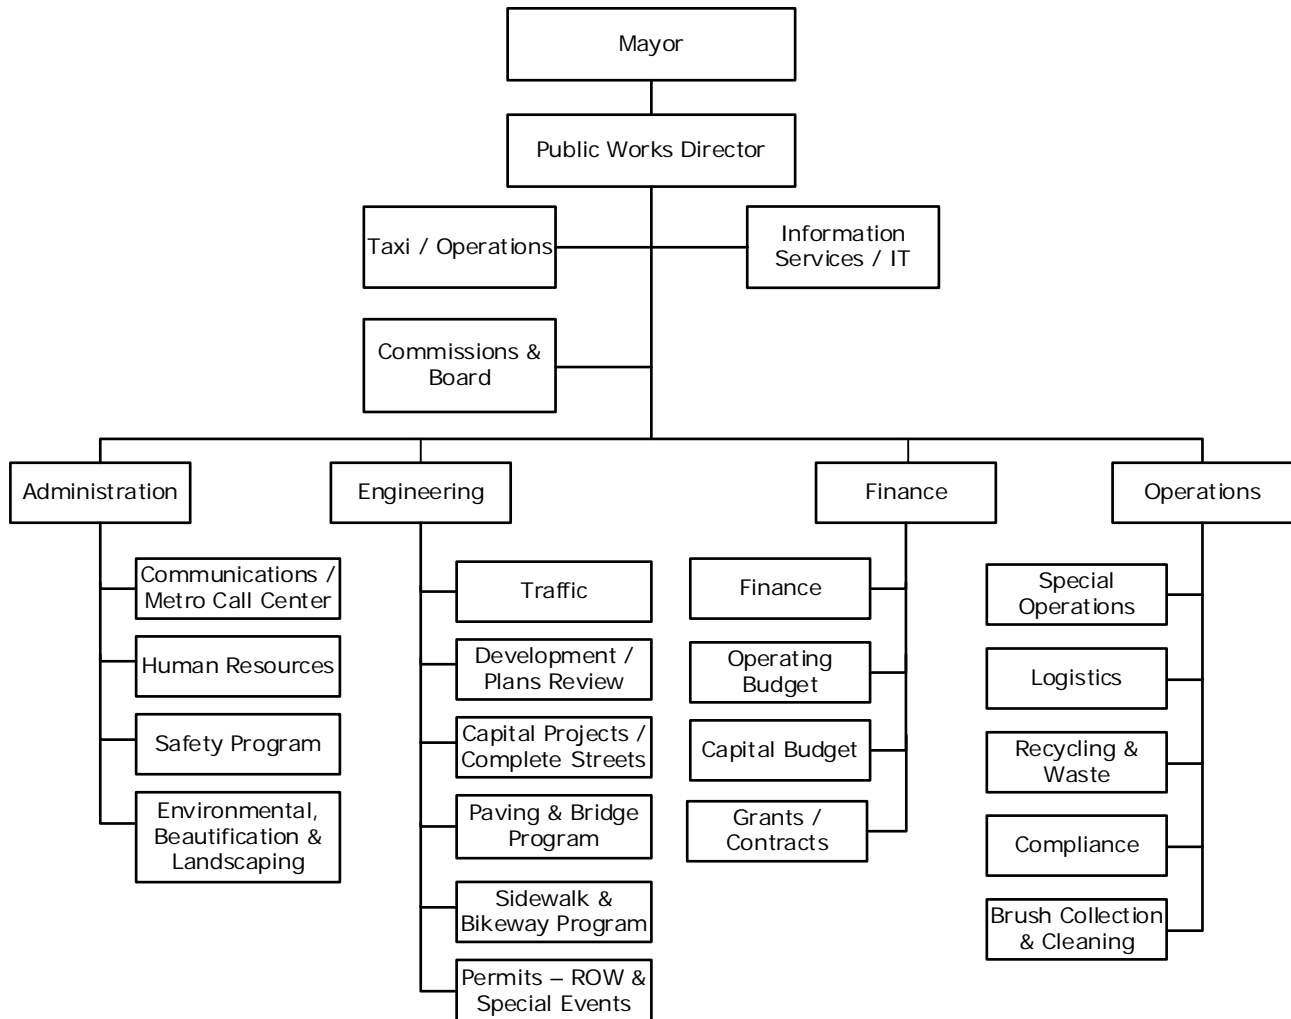 Mayor
Public Works Director
Taxi / Operations
Information
Services / IT
Commissions &
Board
Administration
Engineering
Finance
Operations
Communications /
Metro Call Center
Human Resources
Safety Program
Environmental,
Beautification &
Landscaping
Traffic
Development /
Plans Review
Capital Projects /
Complete Streets
Paving & Bridge
Program
Sidewalk &
Bikeway Program
Permits – ROW &
Special Events
Finance
Operating
Budget
Capital Budget
Grants /
Contracts
Special
Operations
Logistics
Recycling &
Waste
Compliance
Brush Collection
& Cleaning